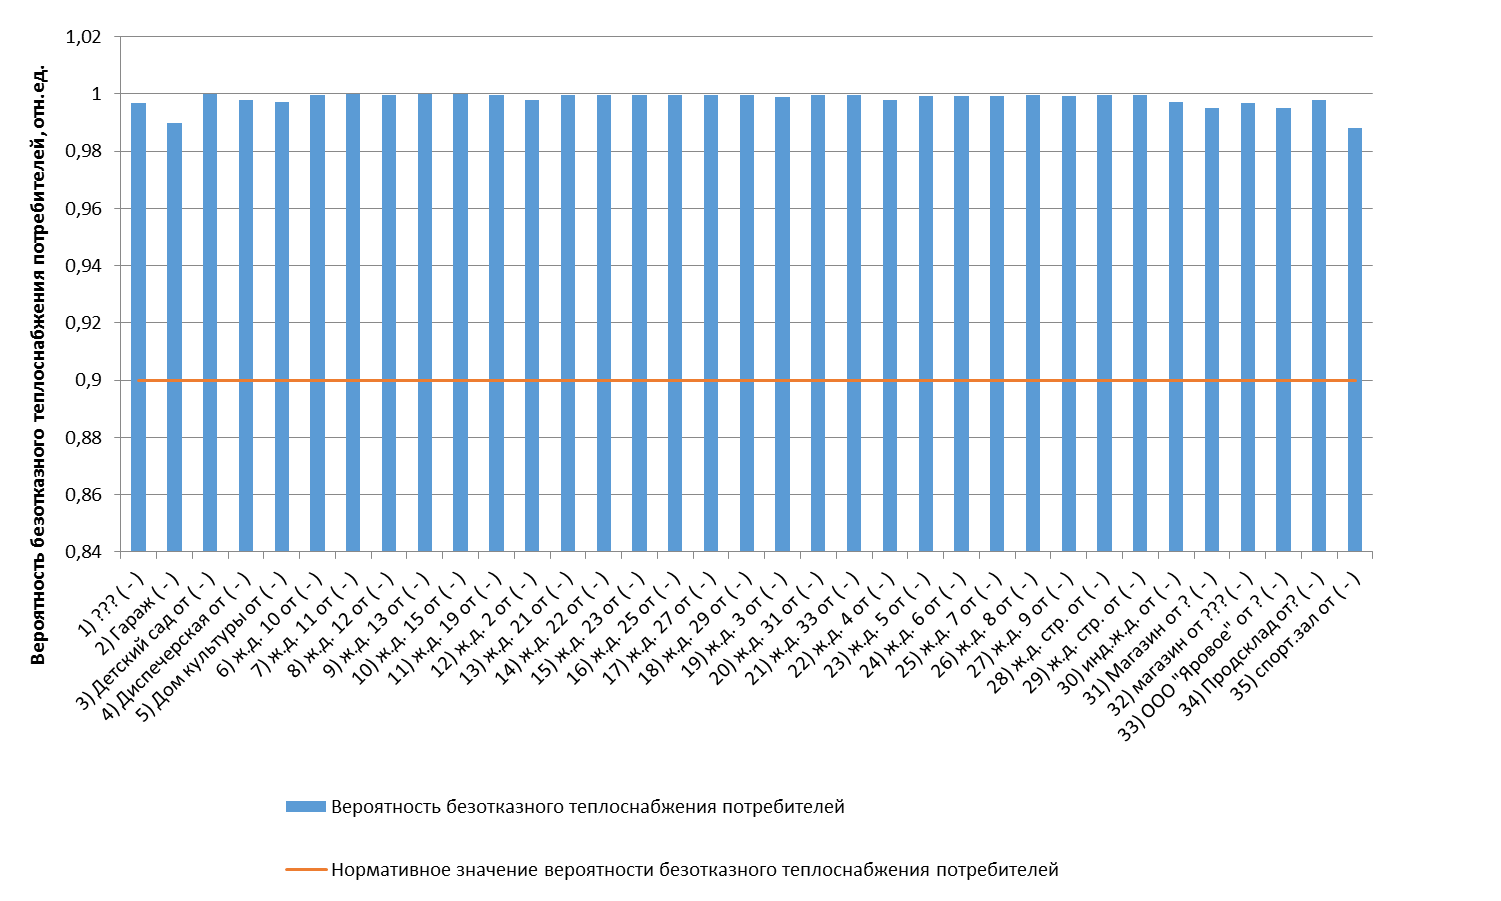 Вероятность безотказного теплоснабжения потребителей, отн.ед.
1,02
1
0,98
0,96
0,94
0,92
0,9
0,88
0,86
0,84
1) ??? ( - )
2) Гараж ( - )
3) Детский сад от ( - )
4) Диспечерская от ( - )
5) Дом культуры от ( - )
6) ж.д. 10 от ( - )
7) ж.д. 11 от ( - )
8) ж.д. 12 от ( - )
9) ж.д. 13 от ( - )
10) ж.д. 15 от ( - )
11) ж.д. 19 от ( - )
12) ж.д. 2 от ( - )
13) ж.д. 21 от ( - )
14) ж.д. 22 от ( - )
15) ж.д. 23 от ( - )
16) ж.д. 25 от ( - )
17) ж.д. 27 от ( - )
18) ж.д. 29 от ( - )
19) ж.д. 3 от ( - )
20) ж.д. 31 от ( - )
21) ж.д. 33 от ( - )
22) ж.д. 4 от ( - )
23) ж.д. 5 от ( - )
24) ж.д. 6 от ( - )
25) ж.д. 7 от ( - )
26) ж.д. 8 от ( - )
27) ж.д. 9 от ( - )
28) ж.д. стр. от ( - )
29) ж.д. стр. от ( - )
30) инд.ж.д. от ( - )
31) Магазин от ? ( - )
32) магазин от ??? ( - )
33) ООО "Яровое" от ? ( - )
34) Продсклад от? ( - )
35) спорт.зал от ( - )
Вероятность безотказного теплоснабжения потребителей
Нормативное значение вероятности безотказного теплоснабжения потребителей